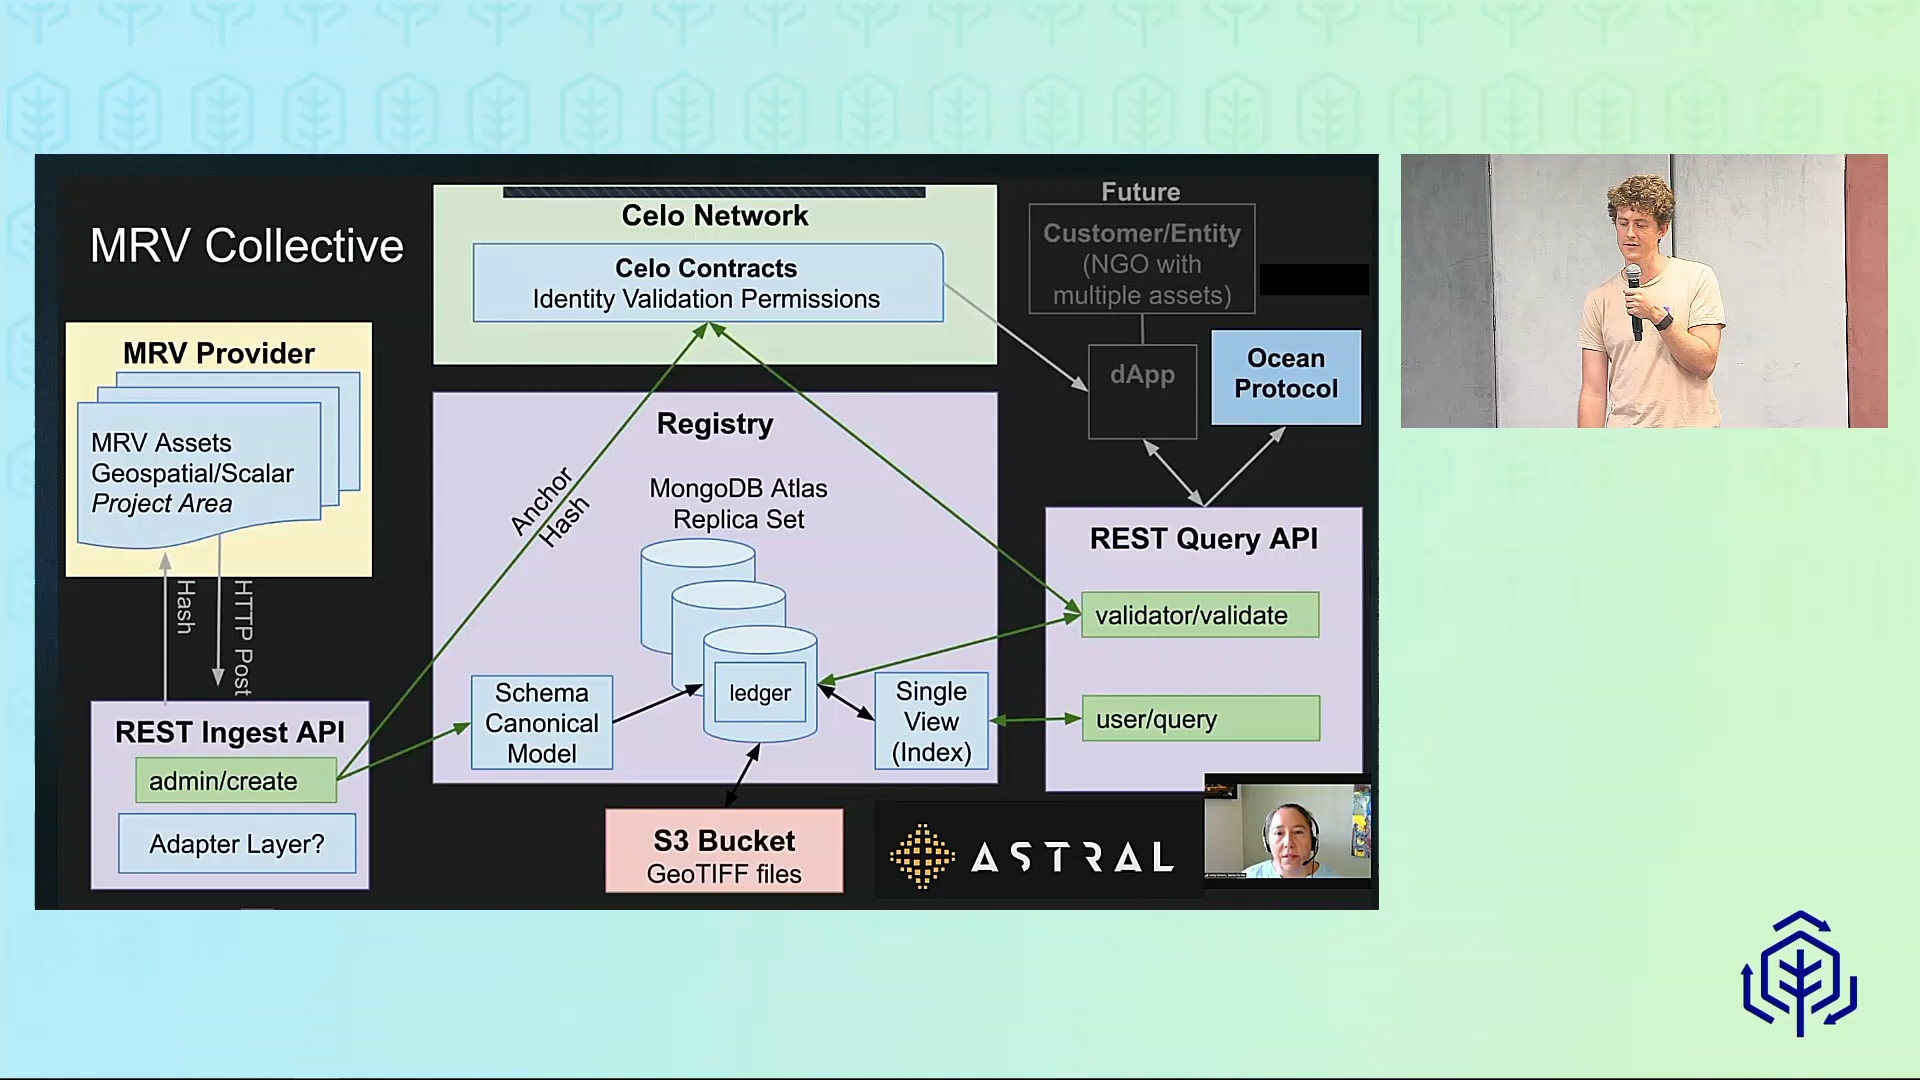 MRV Collective
Celo Network
Celo Contracts
Identity Validation Permissions
Future
Customer/Entity
(NGO with
multiple assets)
dApp
Ocean
Protocol
MRV Provider
MRV Assets
Geospatial/Scalar
Project Area
Hash
HTTP Post
REST Ingest API
admin/create
Adapter Layer?
Anchor
Hash
Registry
MongoDB Atlas
Replica Set
Schema
Canonical
Model
ledger
Single
View
(Index)
REST Query API
validator/validate
user/query
S3 Bucket
GeoTIFF files
ASTRAL